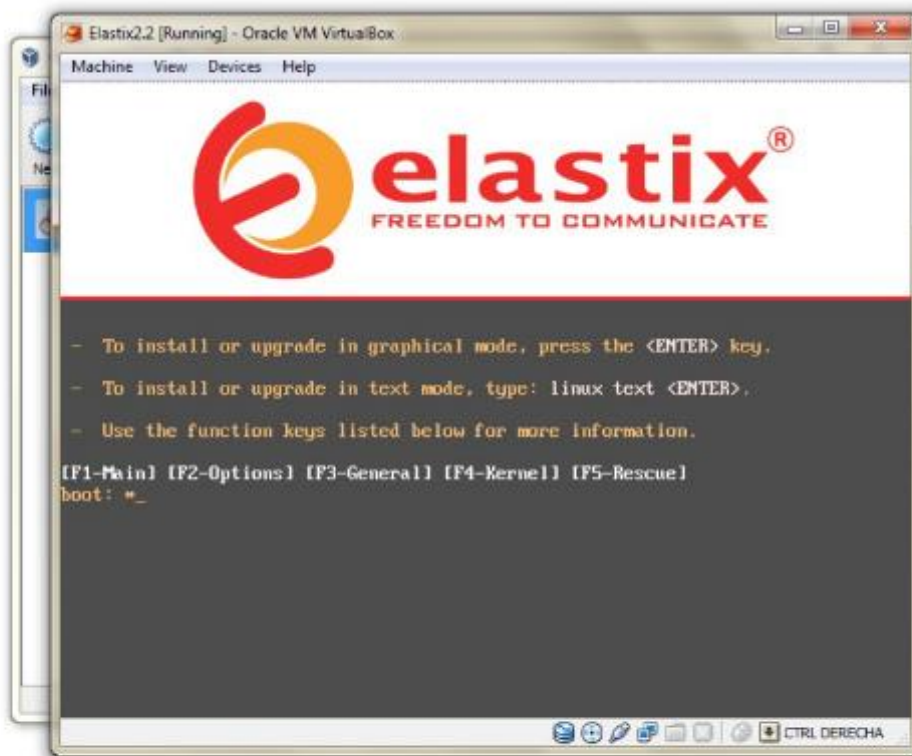 Elastix2.2 [Running] - Oracle VM VirtualBox
Machine View Devices Help
elastix®
FREEDOM TO COMMUNICATE
- To install or upgrade in graphical mode, press the <ENTER> key.
- To install or upgrade in text mode, type: linux text <ENTER>.
- Use the function keys listed below for more information.
[F1-Main] [F2-Options] [F3-General] [F4-Kernel] [F5-Rescue]
boot:
CTRL DERECHA